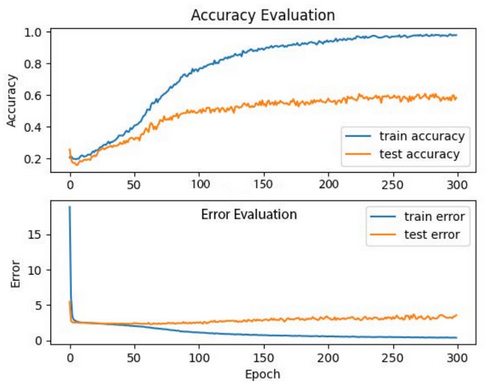 Accuracy Evaluation
1.0
0.8
0.6
0.4
0.2
Accuracy
train accuracy
test accuracy
0 50 100 150 200 250 300
Error Evaluation
15
10
5
0
Error
train error
test error
0 50 100 150 200 250 300
Epoch